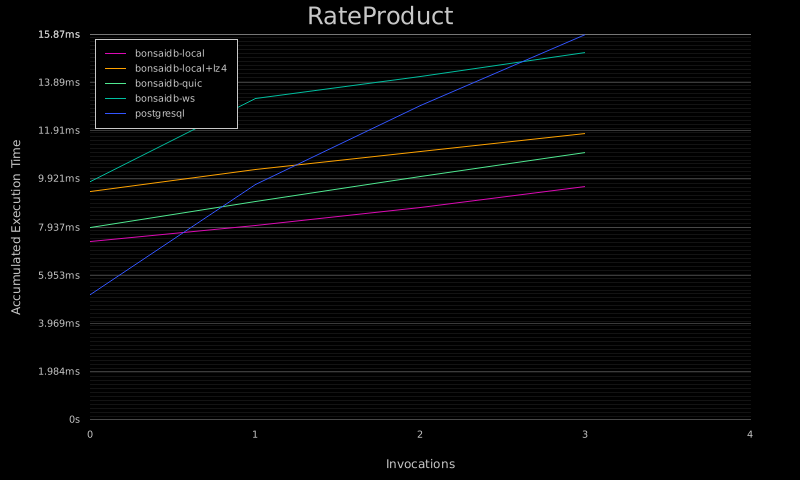 RateProduct
15.87ms
13.89ms
11.91ms
9.921ms
7.937ms
5.953ms
3.969ms
1.984ms
0s
Accumulated Execution Time
bonsaidb-local
bonsaidb-local+lz4
bonsaidb-quic
bonsaidb-ws
postgresql
0 1 2 3 4
Invocations